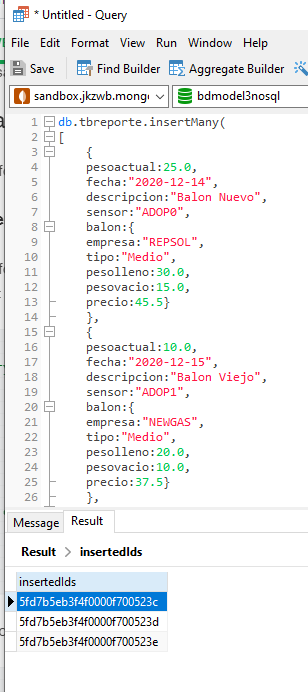 * Untitled - Query
File Edit Format View Window Help
Save Find Builder Aggregate Builder
sandbox.jkzwb.mong bdmodel3nosql
1 db.tbreporte.insertMany(
2 [
3 {
4 pesoactual:25.0,
5 fecha:"2020-12-14",
6 descripcion:"Balon Nuevo",
7 sensor:"ADOP0",
8 balon:{
9 empresa:"REPSOL",
10 tipo:"Medio",
11 pesolleno:30.0,
12 pesovacio:15.0,
13 precio:45.5}
14 },
15 {
16 pesoactual:10.0,
17 fecha:"2020-12-15",
18 descripcion:"Balon Viejo",
19 sensor:"ADOP1",
20 balon:{
21 empresa:"NEWGAS",
22 tipo:"Medio",
23 pesolleno:20.0,
24 pesovacio:10.0,
25 precio:37.5}
26 },
Message Result
Result > insertedIds
insertedIds
5fd7b5eb3f4f0000f700523c
5fd7b5eb3f4f0000f700523d
5fd7b5eb3f4f0000f700523e